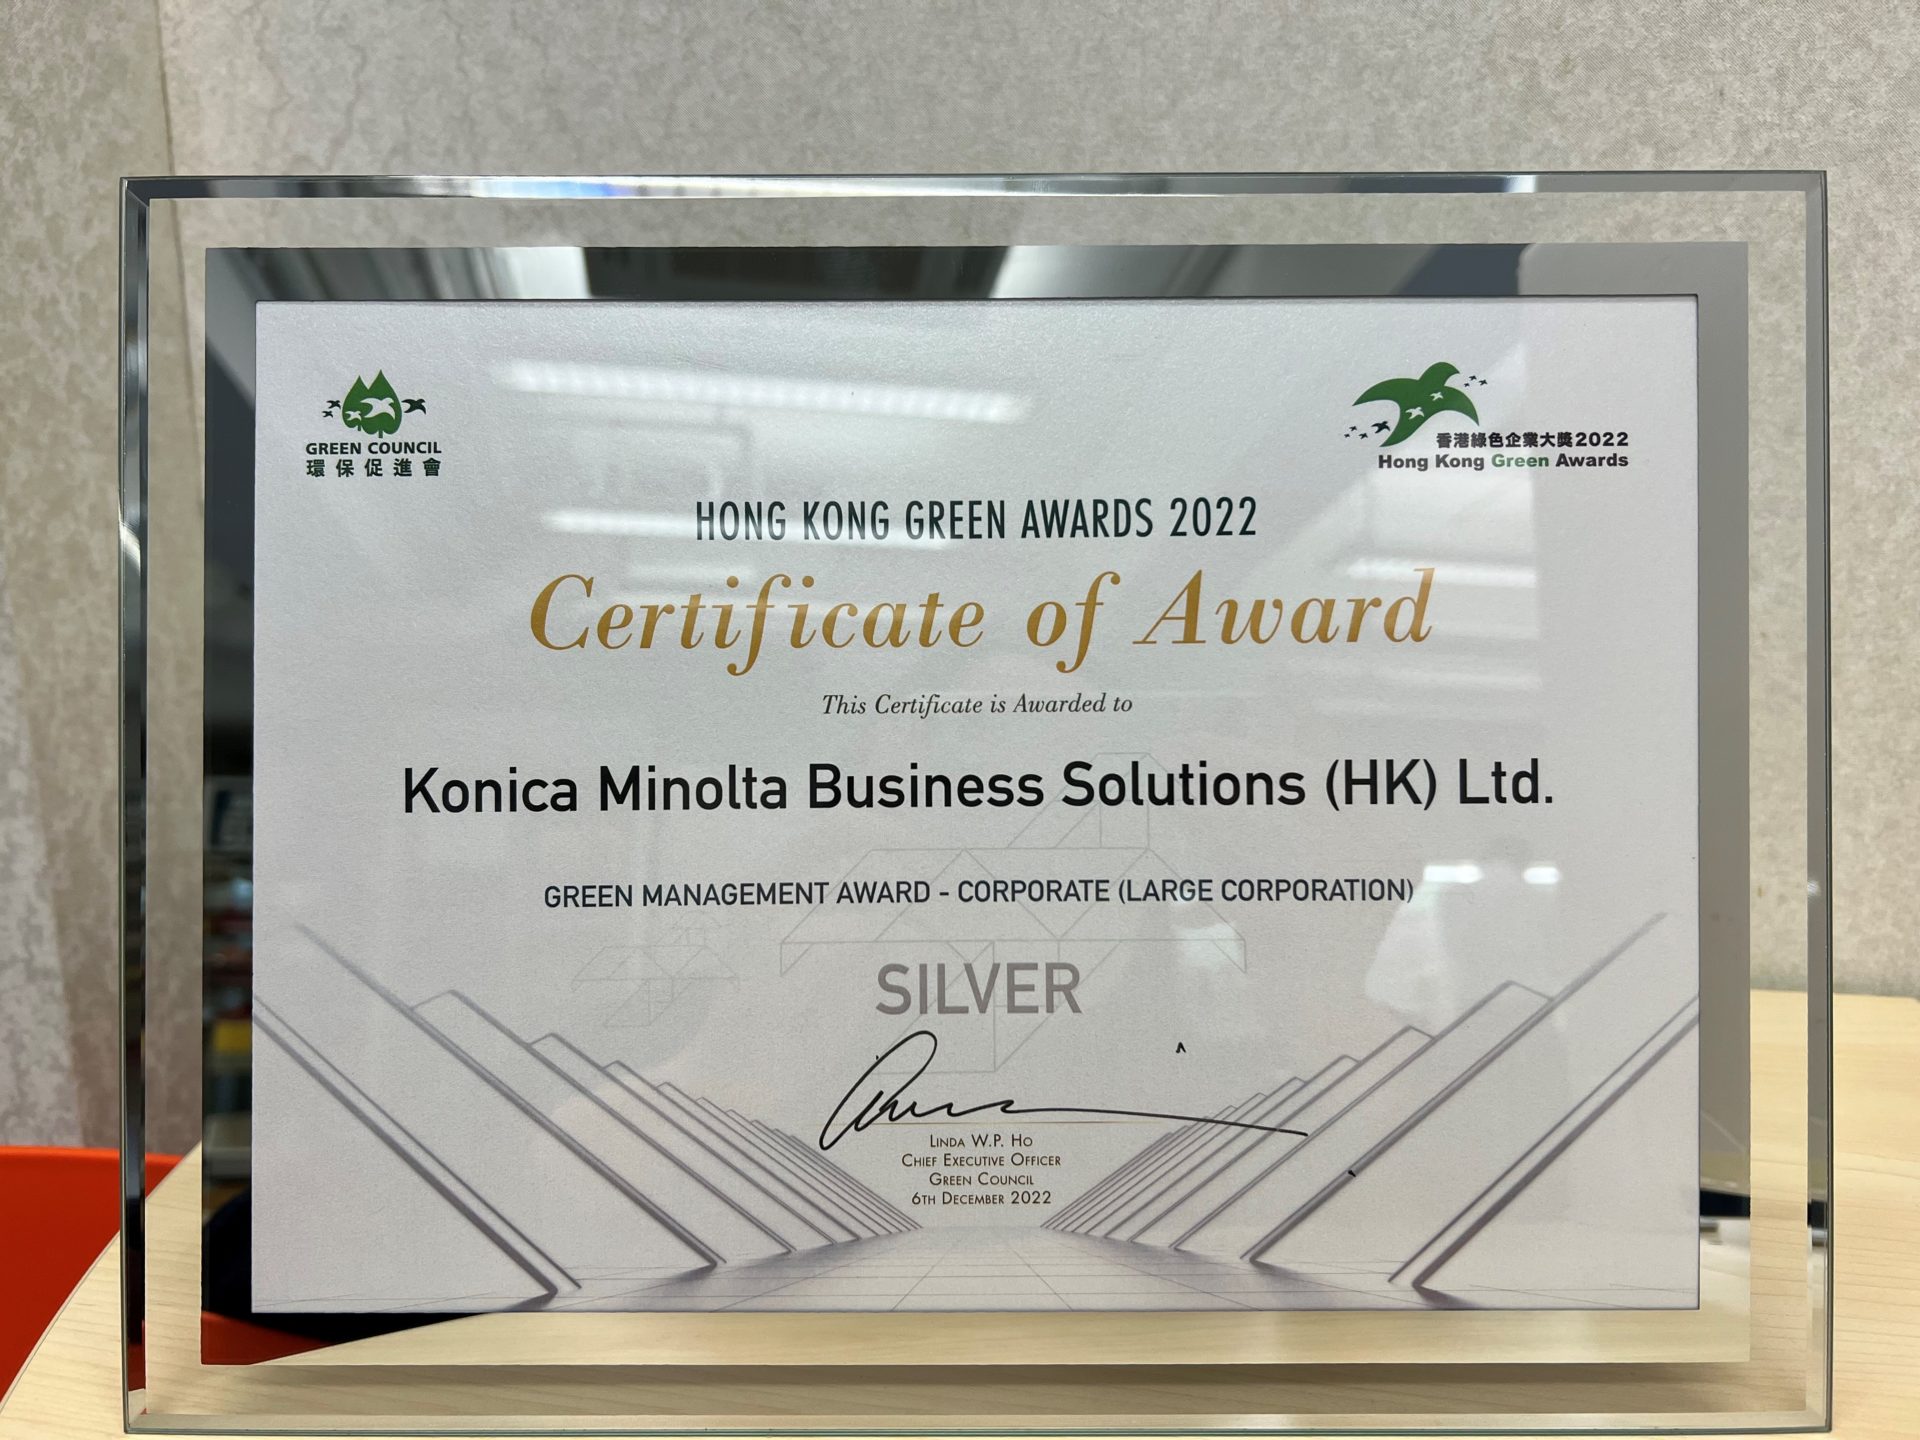 GREEN COUNCIL
環保促進會
香港綠色企業大獎2022
Hong Kong Green Awards
HONG KONG GREEN AWARDS 2022
Certificate of Award
This Certificate is Awarded to
Konica Minolta Business Solutions (HK) Ltd.
GREEN MANAGEMENT AWARD - CORPORATE (LARGE CORPORATION)
SILVER
LINDA W.P. HO
CHIEF EXECUTIVE OFFICER
GREEN COUNCIL
6TH DECEMBER 2022